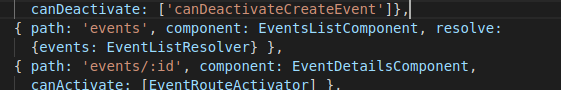 canDeactivate: ['canDeactivateCreateEvent']},
{ path: 'events', component: EventsListComponent, resolve:
{events: EventListResolver} },
{ path: 'events/:id', component: EventDetailsComponent,
canActivate: [EventRouteActivator] },